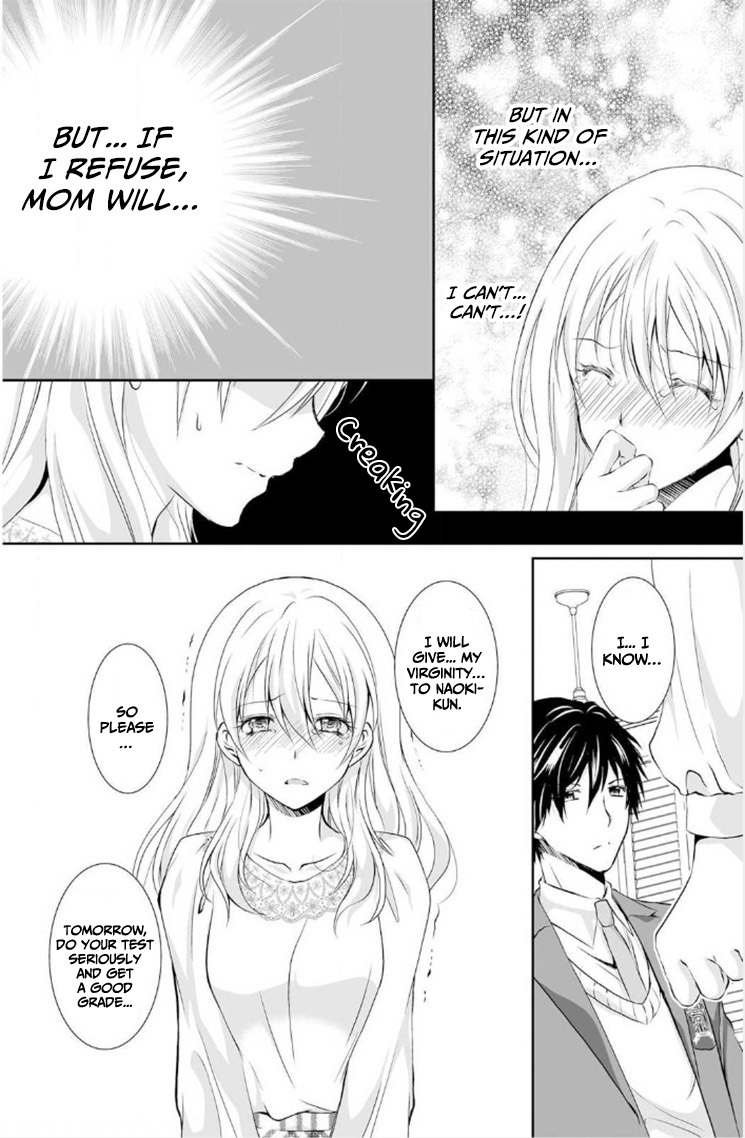 BUT IN
THIS KIND OF
SITUATION...
I CAN'T...
CAN'T...!
BUT... IF
I REFUSE,
MOM WILL...
Creaking
I... I
KNOW...
I WILL
GIVE... MY
VIRGINITY...
TO NAOKI-
KUN.
SO
PLEASE
...
TOMORROW,
DO YOUR TEST
SERIOUSLY
AND GET
A GOOD
GRADE...